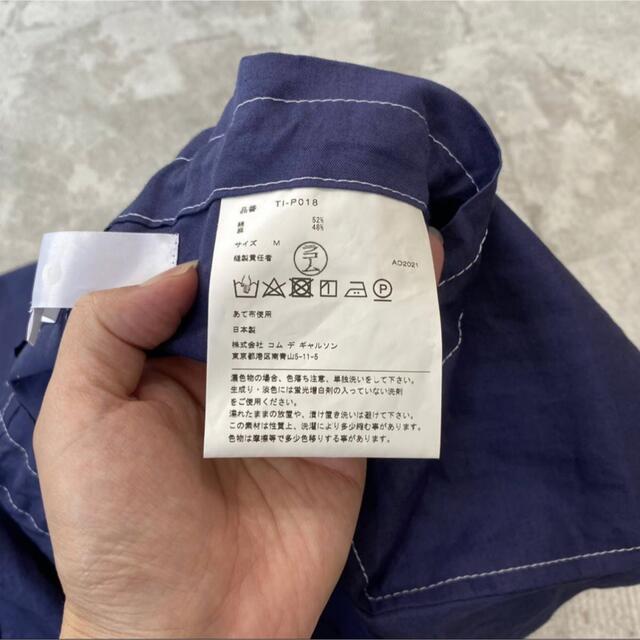 品番 TI-P018
綿 52%
麻 48%
サイズ M
縫製責任者
AD2021
P
あて布使用
日本製
株式会社 コム デ ギャルソン
東京都港区南青山5-11-5
濃色物の場合、色落ち注意、単独洗いをして下さい。
生成り・淡色には蛍光増白剤の入っていない洗剤
をご使用下さい。
濡れたままの放置や、漬け置き洗いは避けて下さい。
この素材は性質上、洗濯により多少縮む事があります。
色物は摩擦等で多少色移りする事があります。